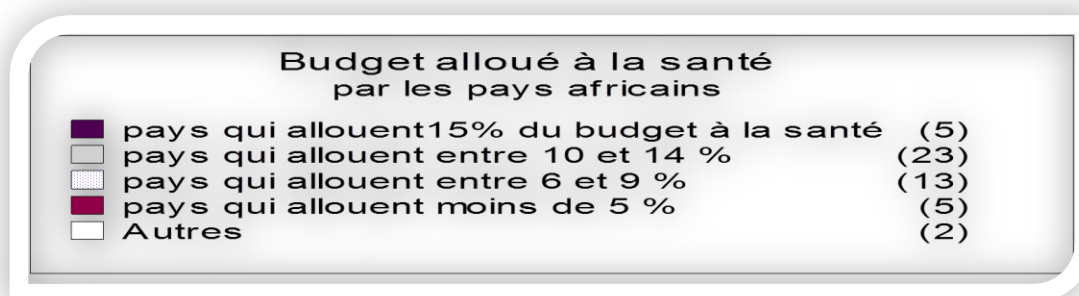 Budget alloué à la santé
par les pays africains
pays qui allouent 15% du budget à la santé (5)
pays qui allouent entre 10 et 14 % (23)
pays qui allouent entre 6 et 9 % (13)
pays qui allouent moins de 5 % (5)
Autres (2)